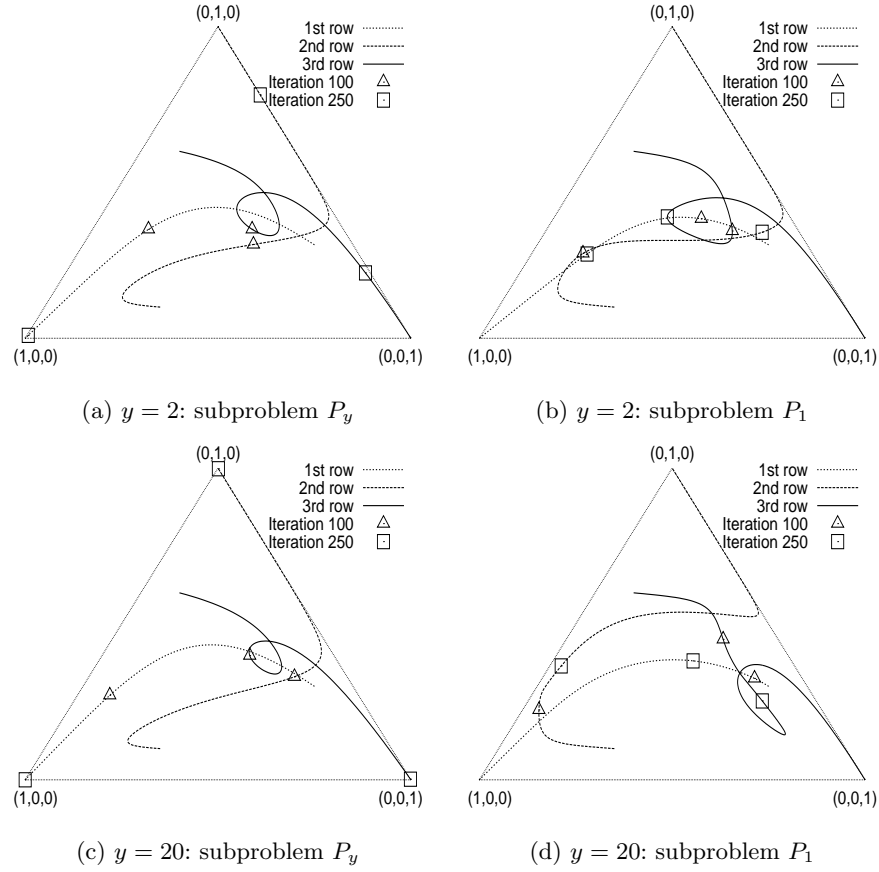 (0,1,0)
1st row
2nd row
3rd row
Iteration 100
Iteration 250
(1,0,0)
(0,0,1)
(a) y = 2: subproblem P_y
(0,1,0)
1st row
2nd row
3rd row
Iteration 100
Iteration 250
(1,0,0)
(0,0,1)
(b) y = 2: subproblem P_1
(0,1,0)
1st row
2nd row
3rd row
Iteration 100
Iteration 250
(1,0,0)
(0,0,1)
(c) y = 20: subproblem P_y
(0,1,0)
1st row
2nd row
3rd row
Iteration 100
Iteration 250
(1,0,0)
(0,0,1)
(d) y = 20: subproblem P_1